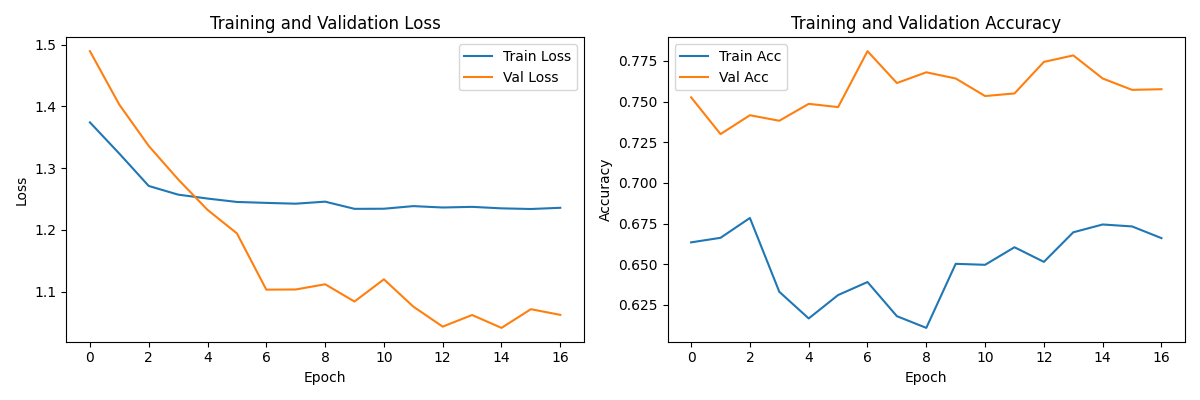 Training and Validation Loss
1.5
1.4
1.3
1.2
1.1
Loss
Train Loss
Val Loss
0 2 4 6 8 10 12 14 16
Epoch
Training and Validation Accuracy
0.775
0.750
0.725
0.700
0.675
0.650
0.625
Accuracy
Train Acc
Val Acc
0 2 4 6 8 10 12 14 16
Epoch